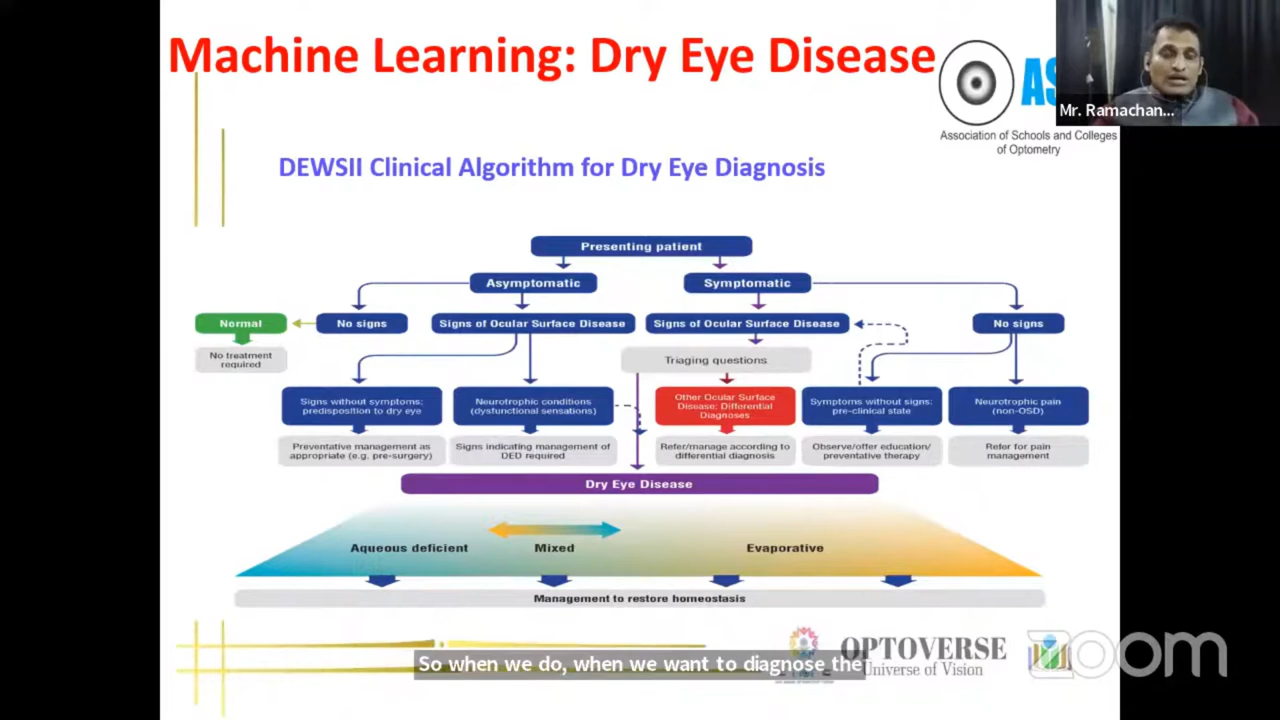 Machine Learning: Dry Eye Disease
AS
Mr. Ramachan...
Association of Schools and Colleges
of Optometry
DEWSII Clinical Algorithm for Dry Eye Diagnosis
Presenting patient
Asymptomatic
Symptomatic
Normal
No signs
Signs of Ocular Surface Disease
Signs of Ocular Surface Disease
No signs
No treatment
required
Triaging questions
Signs without symptoms:
predisposition to dry eye
Neurotrophic conditions
(dysfunctional sensations)
Other Ocular Surface
Disease: Differential
Diagnoses
Symptoms without signs:
pre-clinical state
Neurotrophic pain
(non-OSD)
Preventative management as
appropriate (e.g. pre-surgery)
Signs indicating management of
DED required
Refer/manage according to
differential diagnosis
Observe/offer education/
preventative therapy
Refer for pain
management
Dry Eye Disease
Aqueous deficient
Mixed
Evaporative
Management to restore homeostasis
OPTOVERSE
Universe of Vision
zoom
So when we do, when we want to diagnose the